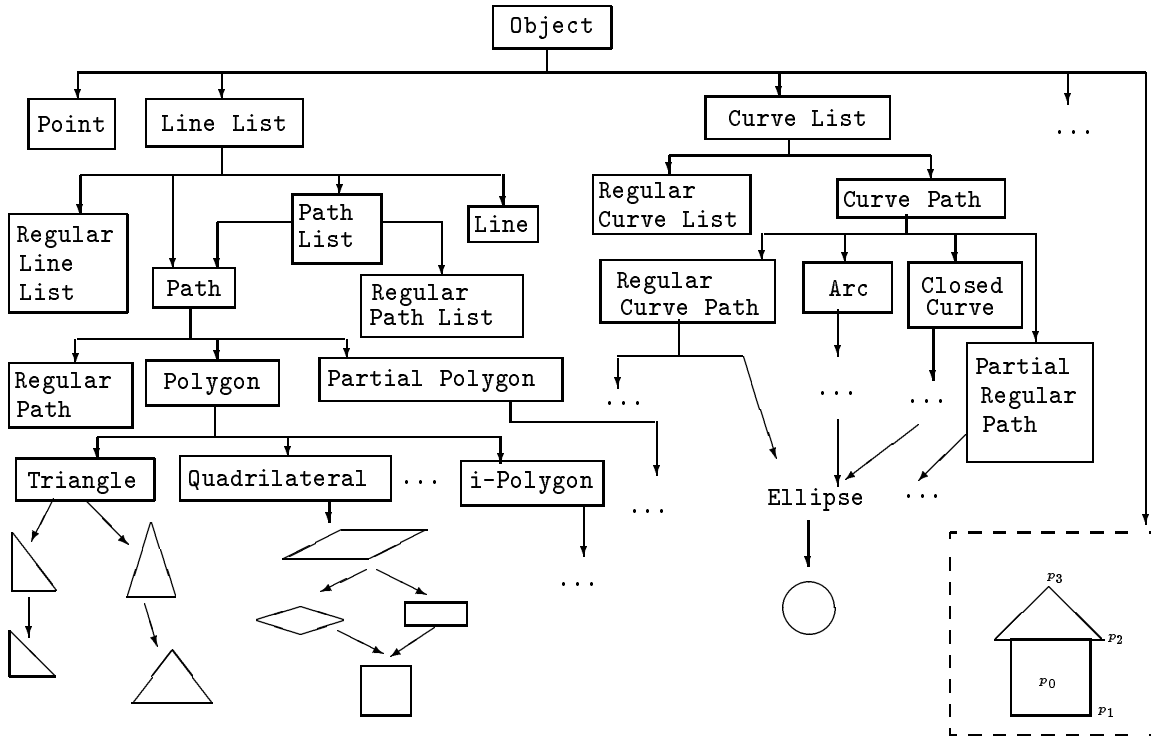 Object
Point
Line List
Curve List
...
Regular
Line
List
Path
List
Line
Regular
Curve List
Curve Path
Path
Regular
Path List
Regular
Curve Path
Arc
Closed
Curve
Regular
Path
Polygon
Partial Polygon
...
...
...
Partial
Regular
Path
Triangle
Quadrilateral
...
i-Polygon
...
Ellipse
...
...
p3
p2
p0
p1